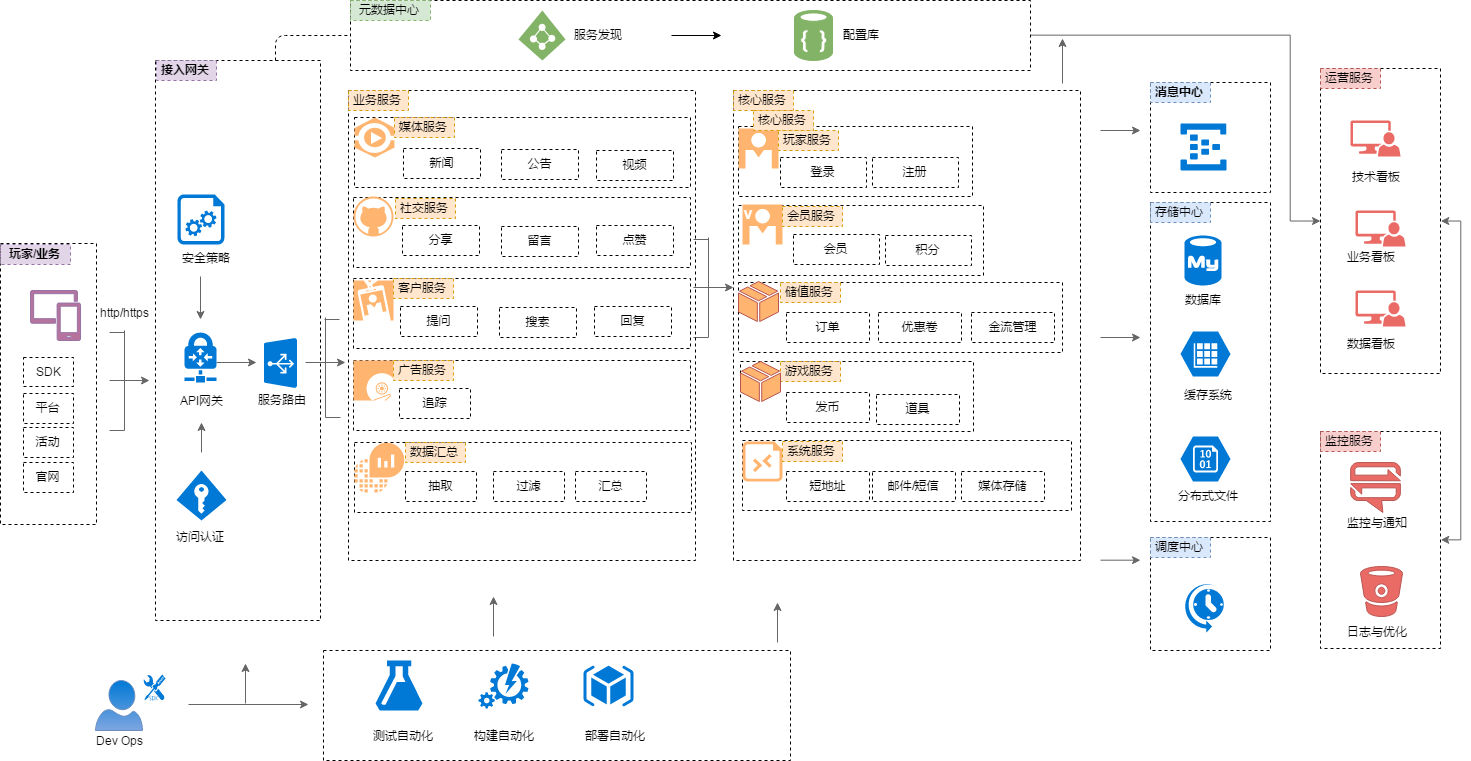 元数据中心
服务发现
配置库
接入网关
安全策略
API网关
服务路由
访问认证
玩家/业务
http/https
SDK
平台
活动
官网
业务服务
媒体服务
新闻
公告
视频
社交服务
分享
留言
点赞
客户服务
提问
搜索
回复
广告服务
追踪
数据汇总
抽取
过滤
汇总
核心服务
核心服务
玩家服务
登录
注册
V
会员服务
会员
积分
储值服务
订单
优惠卷
金流管理
游戏服务
发币
道具
系统服务
短地址
邮件/短信
媒体存储
消息中心
存储中心
My
数据库
缓存系统
10
01
分布式文件
调度中心
运营服务
技术看板
业务看板
数据看板
监控服务
监控与通知
日志与优化
Dev Ops
测试自动化
构建自动化
部署自动化